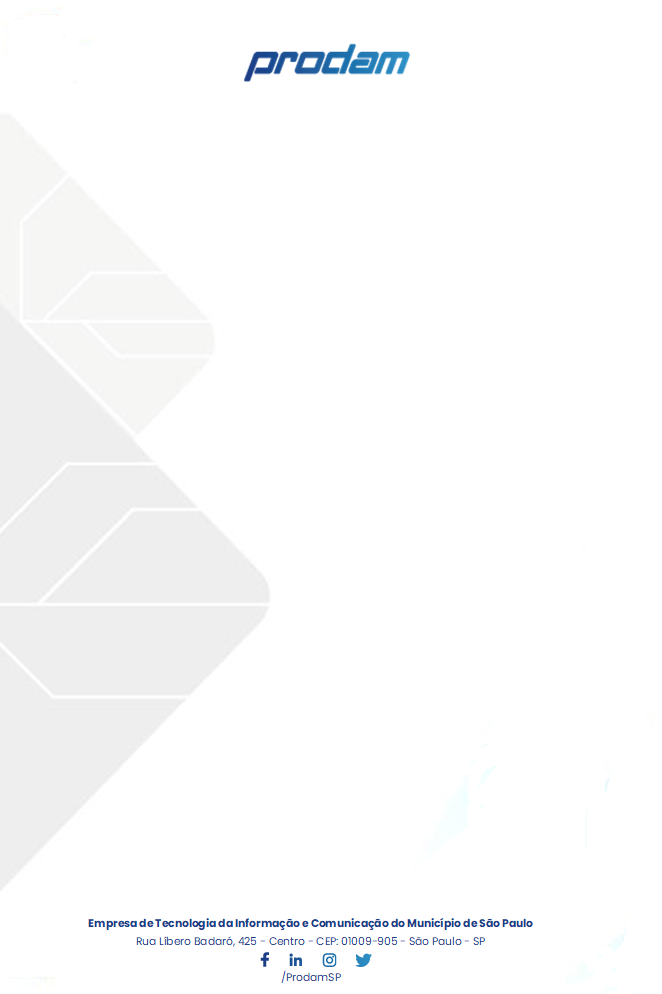 prodam
Empresa de Tecnologia da Informação e Comunicação do Município de São Paulo
Rua Líbero Badaró, 425 - Centro - CEP: 01009-905 - São Paulo - SP
/ProdamSP